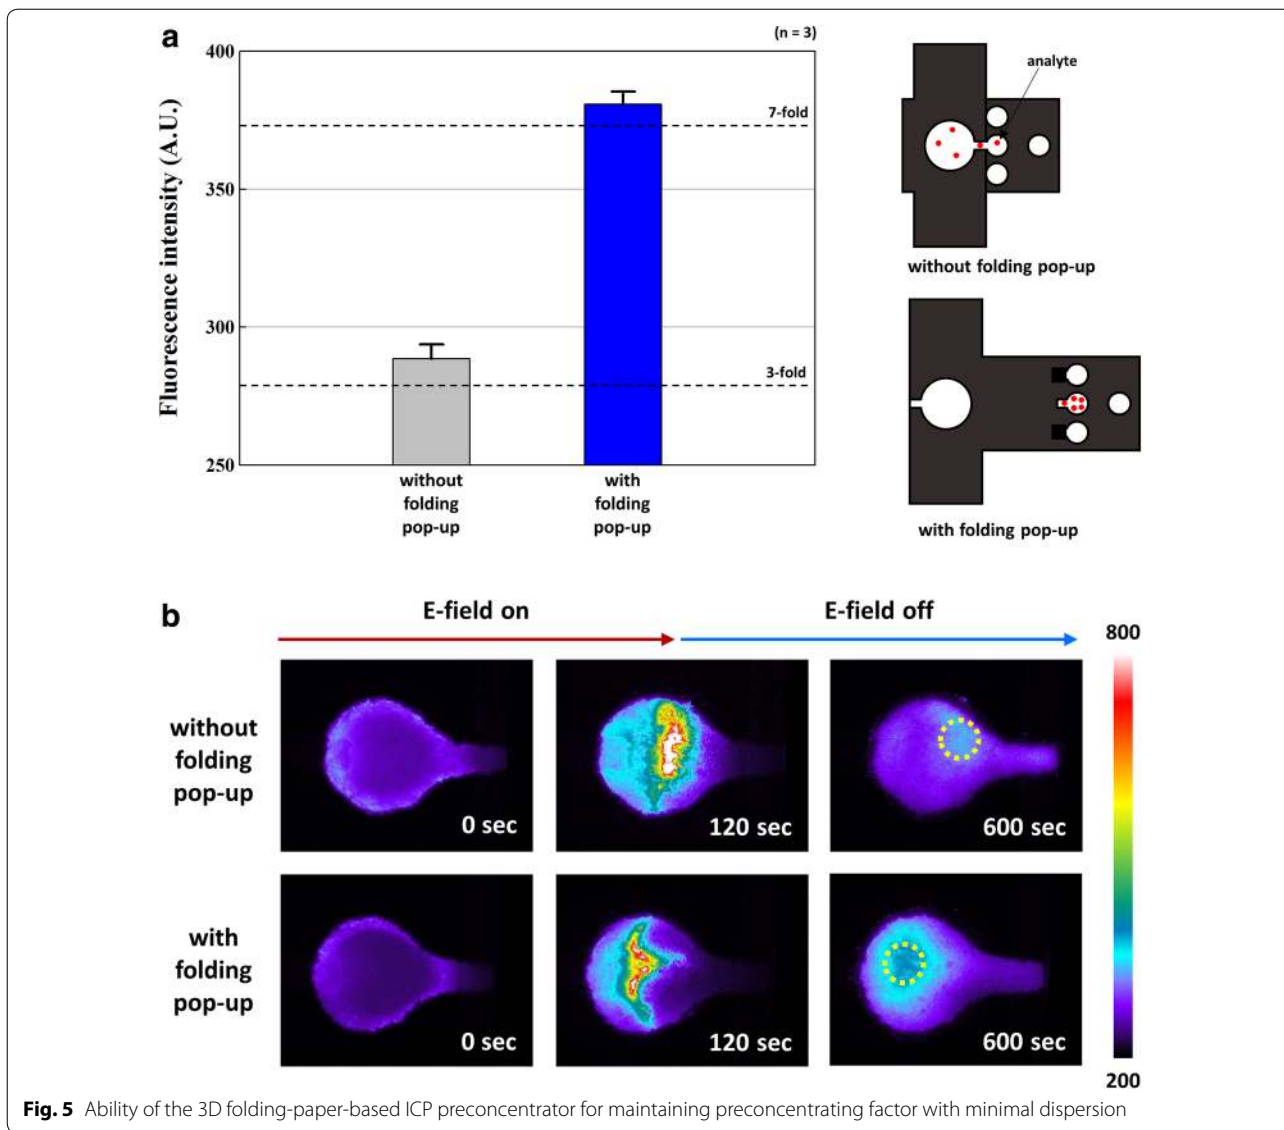 a
(n = 3)
400
350
300
250
Fluorescence intensity (A.U.)
7-fold
3-fold
without
folding
pop-up
with
folding
pop-up
analyte
without folding pop-up
with folding pop-up
b
E-field on
E-field off
800
without
folding
pop-up
0 sec
120 sec
600 sec
with
folding
pop-up
0 sec
120 sec
600 sec
200
Fig. 5 Ability of the 3D folding-paper-based ICP preconcentrator for maintaining preconcentrating factor with minimal dispersion